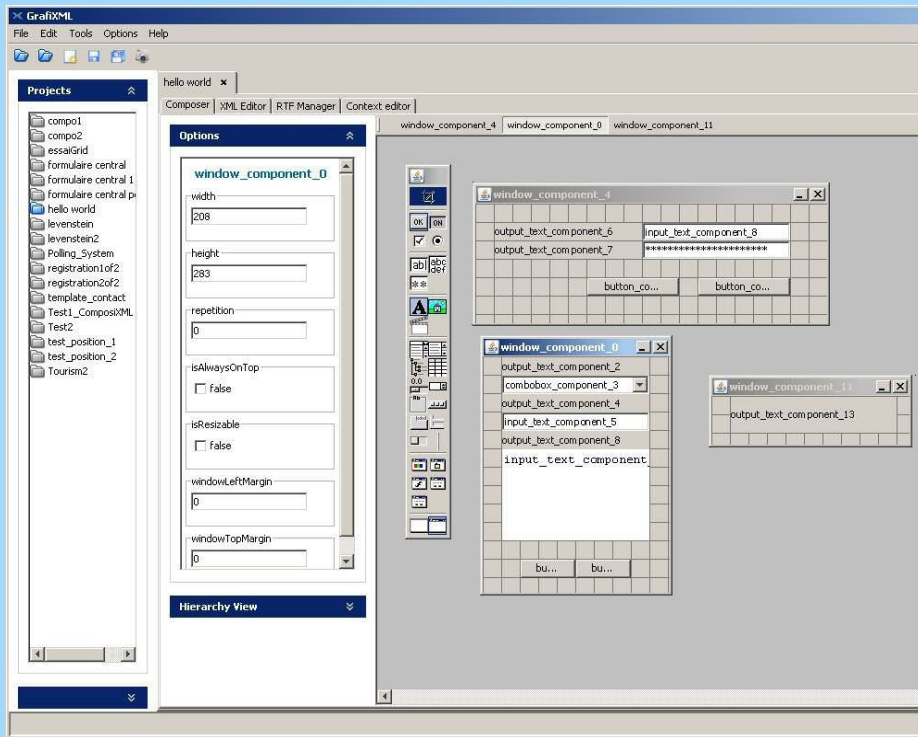 GrafiXML
File Edit Tools Options Help
Projects
compo1
compo2
essaiGrid
formulaire central
formulaire central 1
formulaire central p
hello world
levenstein
levenstein2
Polling_System
registration1of2
registration2of2
template_contact
Test1_ComposiXML
Test2
test_position_1
test_position_2
Tourism2
hello world
Composer XML Editor RTF Manager Context editor
Options
window_component_0
width
208
height
283
repetition
0
isAlwaysOnTop
false
isResizable
false
windowLeftMargin
0
windowTopMargin
0
Hierarchy View
window_component_4 window_component_0 window_component_11
OK ON
ab abc
def
**
A
0.0
window_component_4
output_text_component_6 input_text_component_8
output_text_component_7 **********************
button_co... button_co...
window_component_0
output_text_component_2
combobox_component_3
output_text_component_4
input_text_component_5
output_text_component_8
input_text_component_
bu... bu...
window_component_11
output_text_component_13